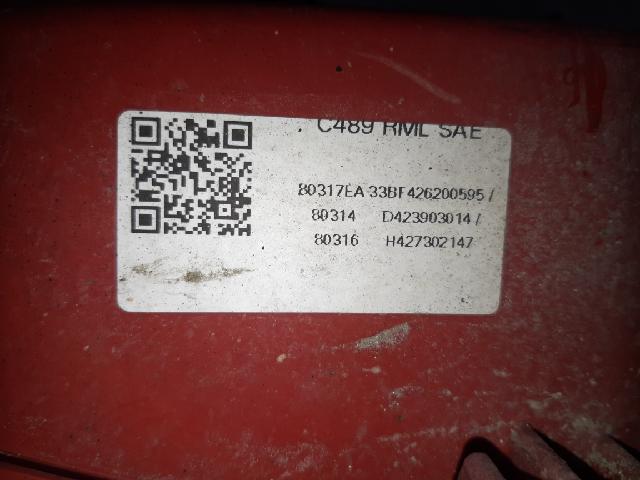 C489 RML SAE
80317EA 33BF426200595 /
80314 D423903014 /
80316 H427302147